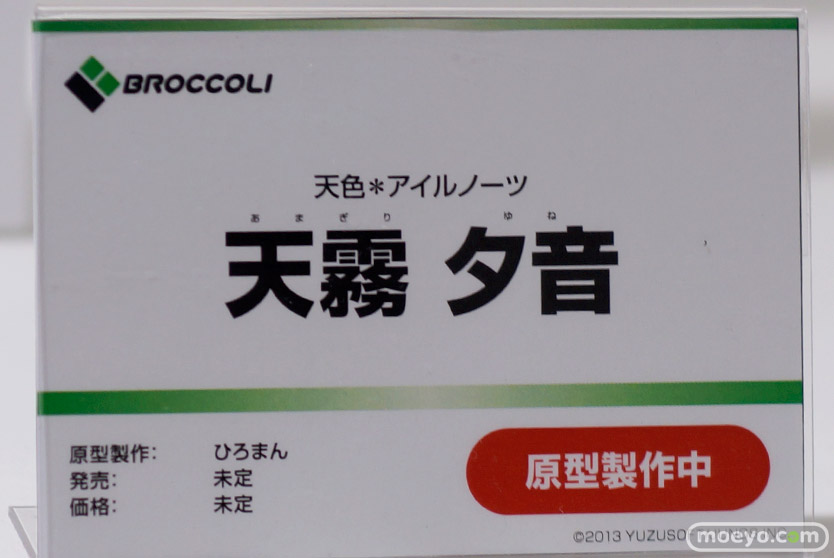 BROCCOLI
天色＊アイルノーツ
あまぎり ゆね
天霧 夕音
原型製作： ひろまん
発売： 未定
価格： 未定
原型製作中
©2013 YUZUSOFT
moeyo.com